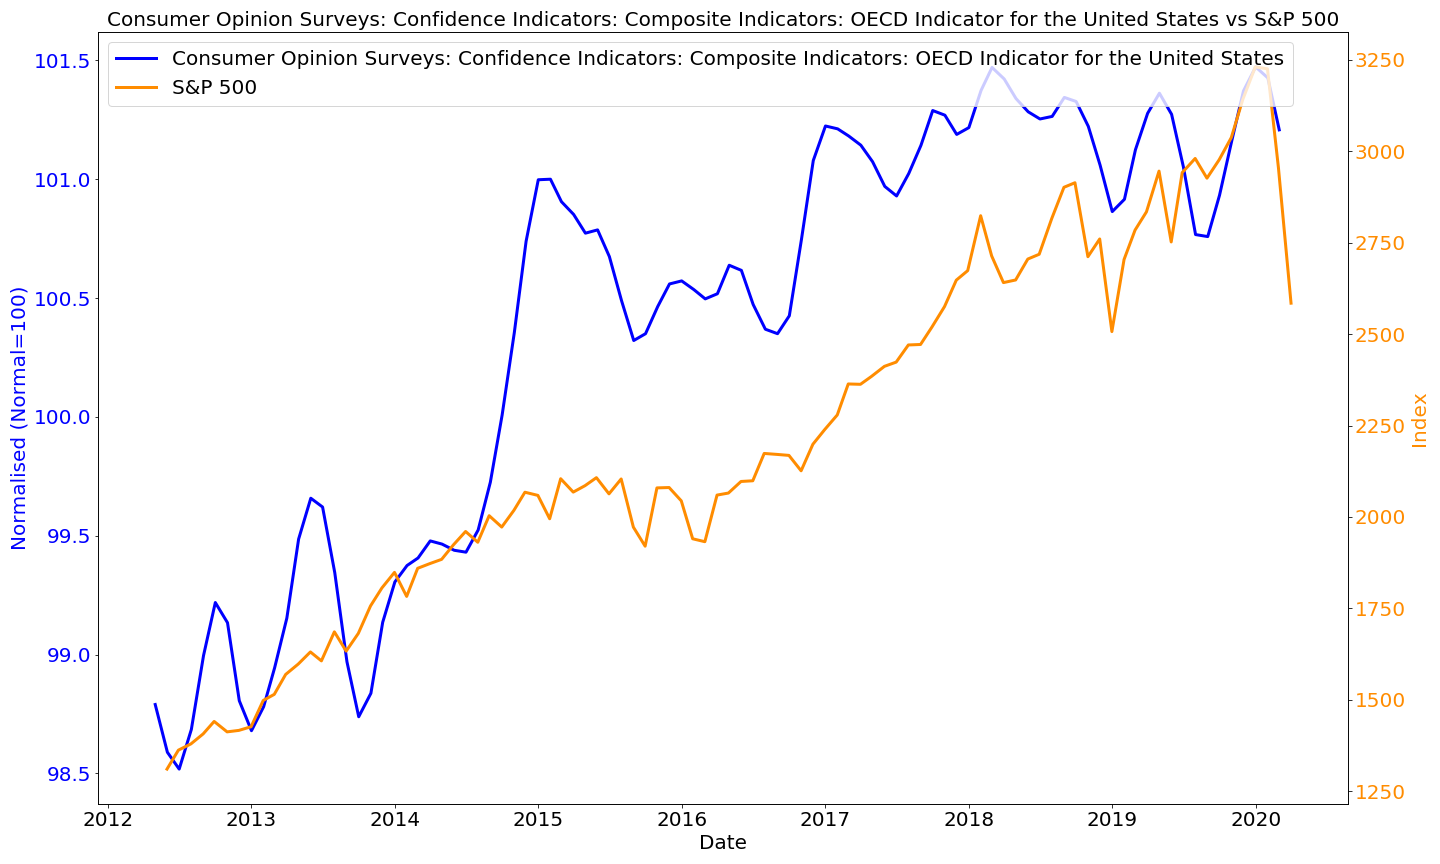 Consumer Opinion Surveys: Confidence Indicators: Composite Indicators: OECD Indicator for the United States vs S&P 500
Consumer Opinion Surveys: Confidence Indicators: Composite Indicators: OECD Indicator for the United States
S&P 500
Normalised (Normal=100)
101.5
101.0
100.5
100.0
99.5
99.0
98.5
3250
3000
2750
2500
2250
2000
1750
1500
1250
Index
2012 2013 2014 2015 2016 2017 2018 2019 2020
Date